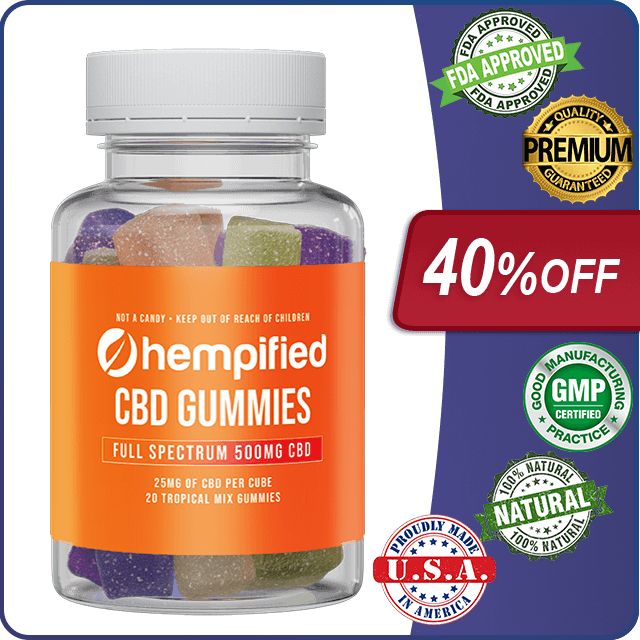 NOT A CANDY • KEEP OUT OF REACH OF CHILDREN
hempified
CBD GUMMIES
FULL SPECTRUM 500MG CBD
25MG OF CBD PER CUBE
20 TROPICAL MIX GUMMIES
FDA APPROVED
FDA APPROVED
FDA APPROVED
QUALITY
PREMIUM
GUARANTEED
40%OFF
GOOD MANUFACTURING
GMP
CERTIFIED
PRACTICE
100% NATURAL
NATURAL
100% NATURAL
PROUDLY MADE
U.S.A.
IN AMERICA